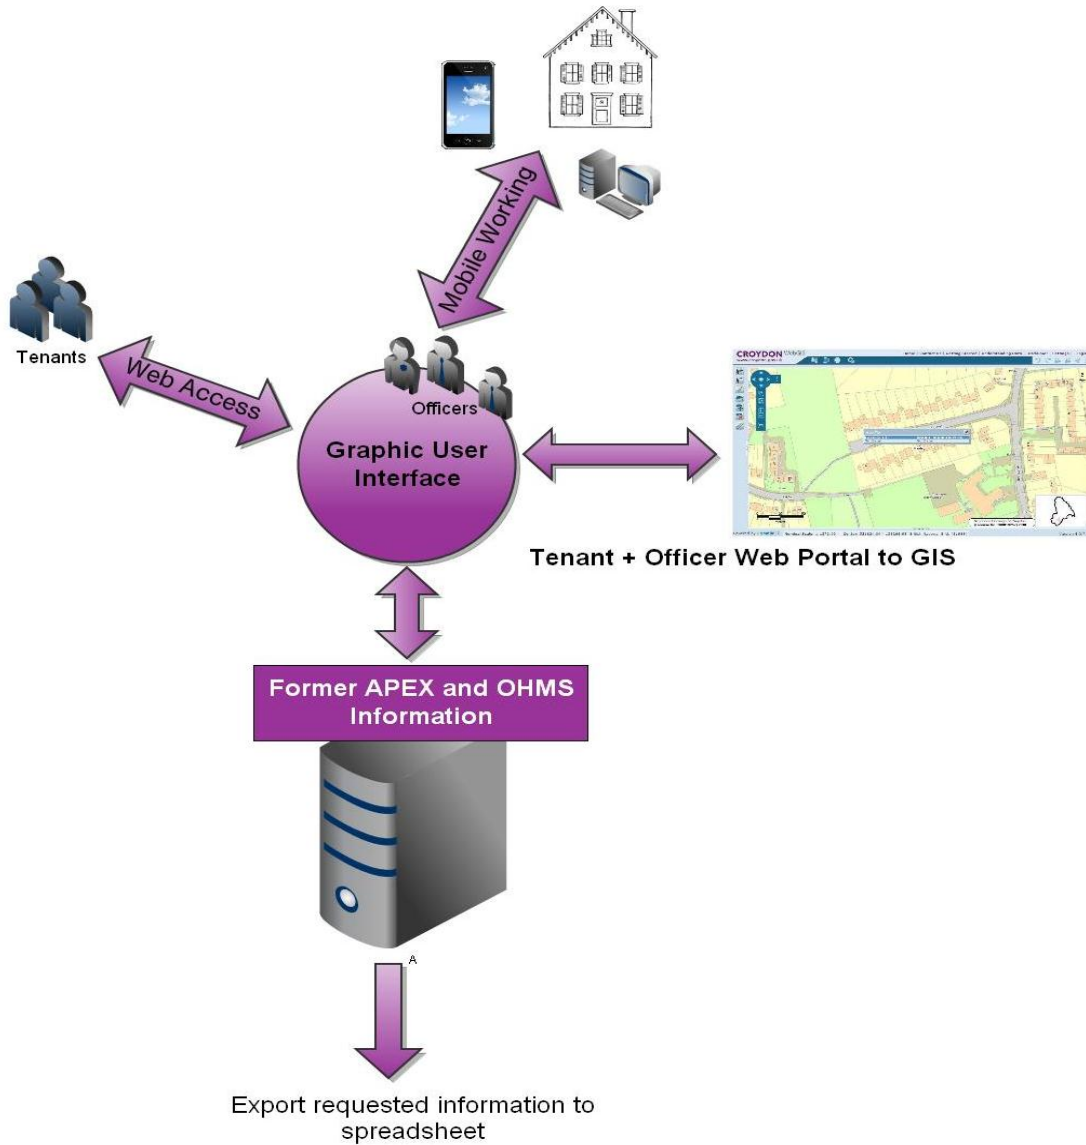 Mobile Working
Tenants
Web Access
Officers
Graphic User
Interface
CROYDON WebGIS
Tenant + Officer Web Portal to GIS
Former APEX and OHMS
Information
A
Export requested information to
spreadsheet